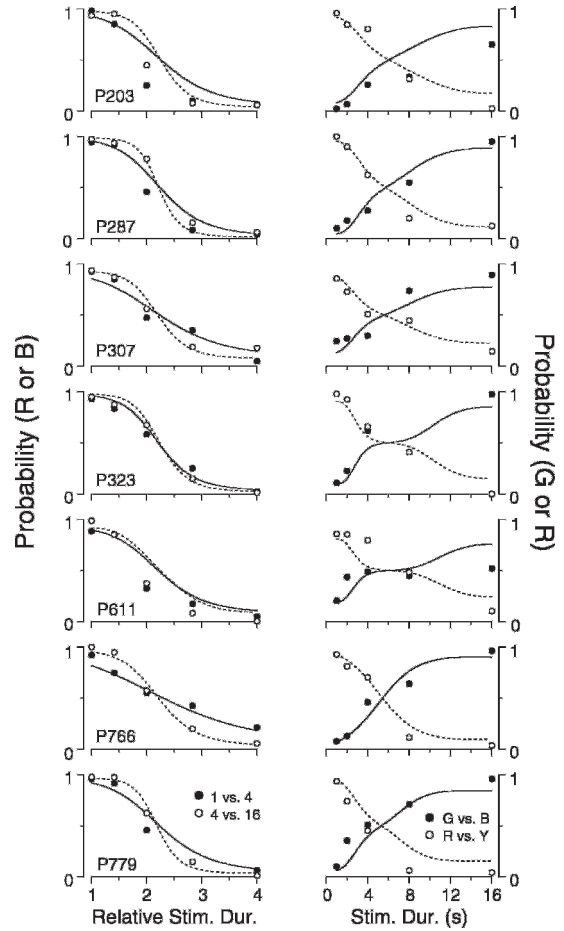 1
1
P203
0
0
1
1
P287
0
0
1
1
P307
0
0
1
1
P323
0
0
1
1
P611
0
0
1
1
P766
0
0
1
1
1 vs. 4
4 vs. 16
G vs. B
R vs. Y
P779
0
0
1 2 3 4
0 4 8 12 16
Relative Stim. Dur.
Stim. Dur. (s)
Probability (R or B)
Probability (G or R)